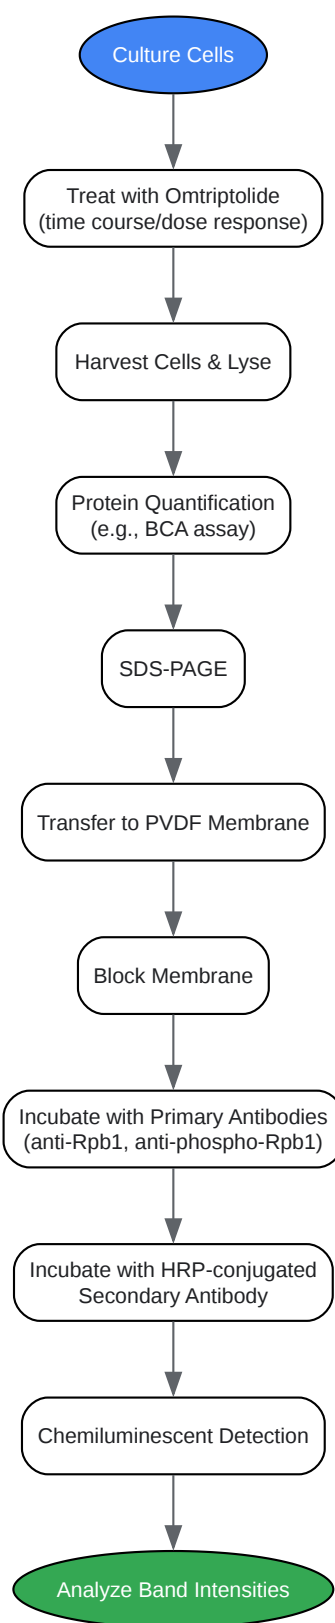 Culture Cells
Treat with Omtriptolide
(time course/dose response)
Harvest Cells & Lyse
Protein Quantification
(e.g., BCA assay)
SDS-PAGE
Transfer to PVDF Membrane
Block Membrane
Incubate with Primary Antibodies
(anti-Rpb1, anti-phospho-Rpb1)
Incubate with HRP-conjugated
Secondary Antibody
Chemiluminescent Detection
Analyze Band Intensities